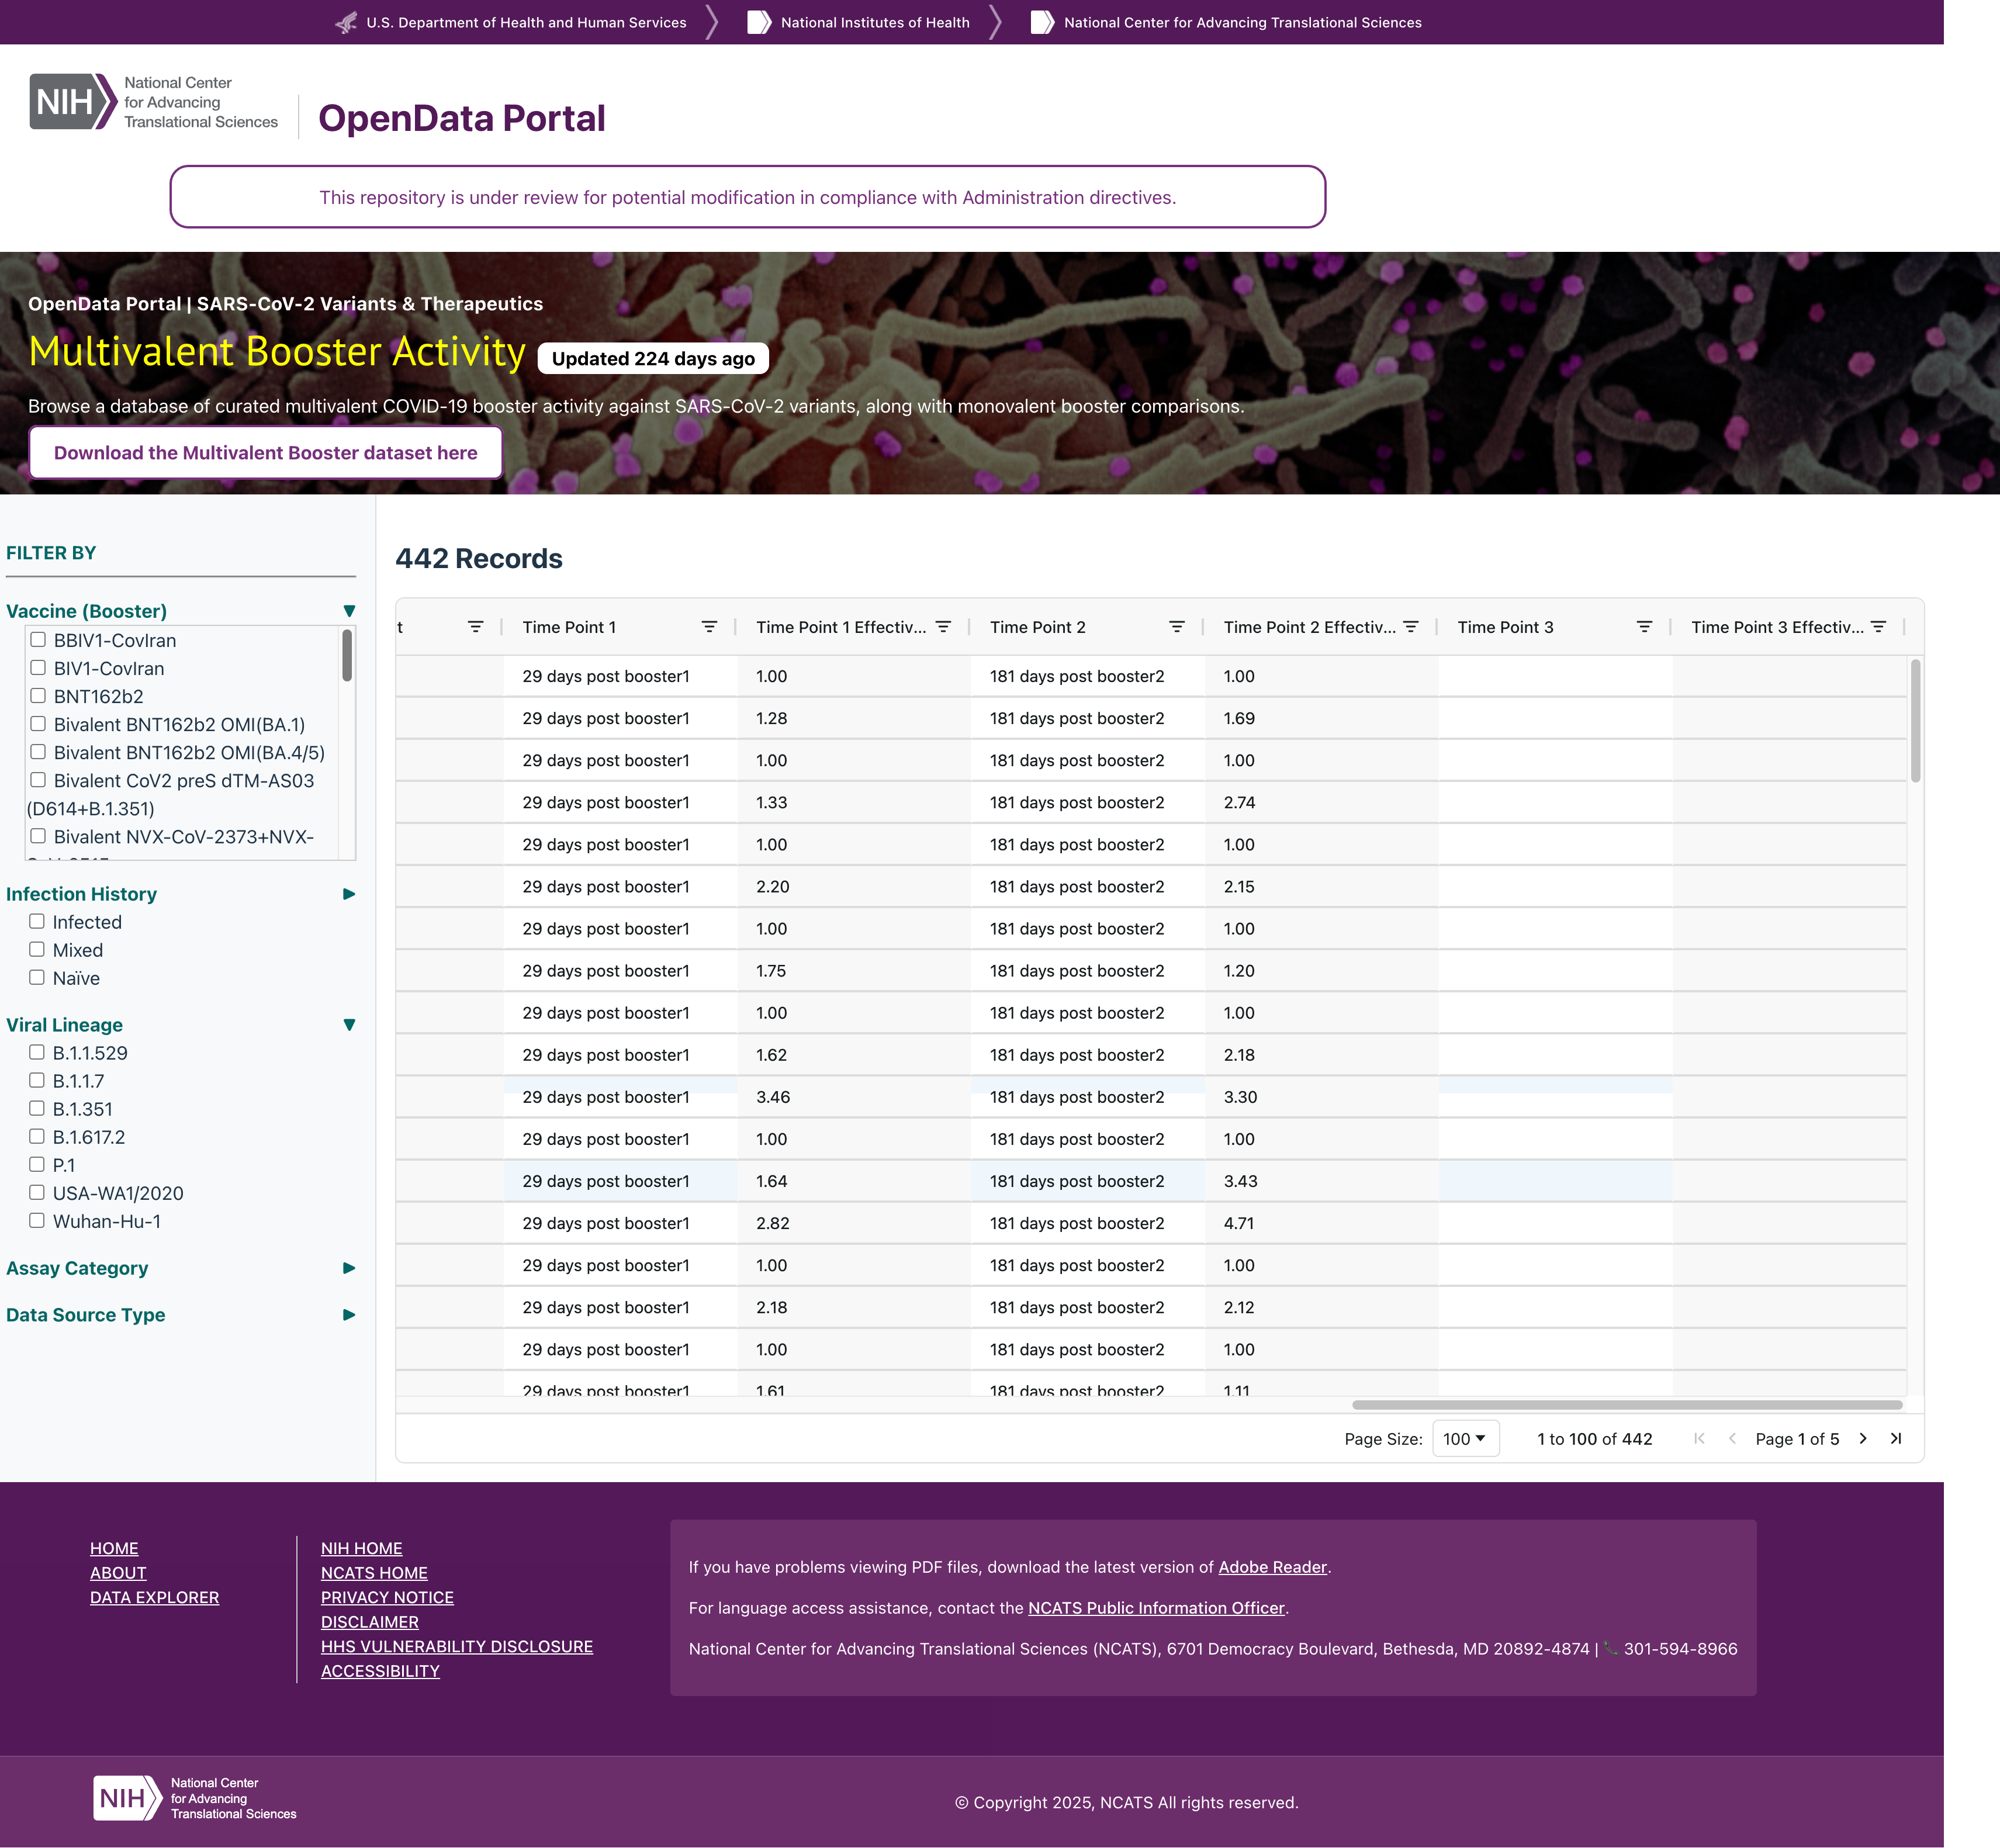 U.S. Department of Health and Human Services
National Institutes of Health
National Center for Advancing Translational Sciences
NIH
National Center
for Advancing
Translational Sciences
OpenData Portal
This repository is under review for potential modification in compliance with Administration directives.
OpenData Portal | SARS-CoV-2 Variants & Therapeutics
Multivalent Booster Activity Updated 224 days ago
Browse a database of curated multivalent COVID-19 booster activity against SARS-CoV-2 variants, along with monovalent booster comparisons.
Download the Multivalent Booster dataset here
FILTER BY
Vaccine (Booster)
BBIV1-CovIran
BIV1-CovIran
BNT162b2
Bivalent BNT162b2 OMI(BA.1)
Bivalent BNT162b2 OMI(BA.4/5)
Bivalent CoV2 preS dTM-AS03
(D614+B.1.351)
Bivalent NVX-CoV-2373+NVX-
Infection History
Infected
Mixed
Naïve
Viral Lineage
B.1.1.529
B.1.1.7
B.1.351
B.1.617.2
P.1
USA-WA1/2020
Wuhan-Hu-1
Assay Category
Data Source Type
442 Records
t Time Point 1 Time Point 1 Effectiv... Time Point 2 Time Point 2 Effectiv... Time Point 3 Time Point 3 Effectiv...
29 days post booster1 1.00 181 days post booster2 1.00
29 days post booster1 1.28 181 days post booster2 1.69
29 days post booster1 1.00 181 days post booster2 1.00
29 days post booster1 1.33 181 days post booster2 2.74
29 days post booster1 1.00 181 days post booster2 1.00
29 days post booster1 2.20 181 days post booster2 2.15
29 days post booster1 1.00 181 days post booster2 1.00
29 days post booster1 1.75 181 days post booster2 1.20
29 days post booster1 1.00 181 days post booster2 1.00
29 days post booster1 1.62 181 days post booster2 2.18
29 days post booster1 3.46 181 days post booster2 3.30
29 days post booster1 1.00 181 days post booster2 1.00
29 days post booster1 1.64 181 days post booster2 3.43
29 days post booster1 2.82 181 days post booster2 4.71
29 days post booster1 1.00 181 days post booster2 1.00
29 days post booster1 2.18 181 days post booster2 2.12
29 days post booster1 1.00 181 days post booster2 1.00
29 days post booster1 1.61 181 days post booster2 1.11
Page Size: 100 1 to 100 of 442 Page 1 of 5
HOME
ABOUT
DATA EXPLORER
NIH HOME
NCATS HOME
PRIVACY NOTICE
DISCLAIMER
HHS VULNERABILITY DISCLOSURE
ACCESSIBILITY
If you have problems viewing PDF files, download the latest version of Adobe Reader.
For language access assistance, contact the NCATS Public Information Officer.
National Center for Advancing Translational Sciences (NCATS), 6701 Democracy Boulevard, Bethesda, MD 20892-4874 | 301-594-8966
NIH
National Center
for Advancing
Translational Sciences
© Copyright 2025, NCATS All rights reserved.